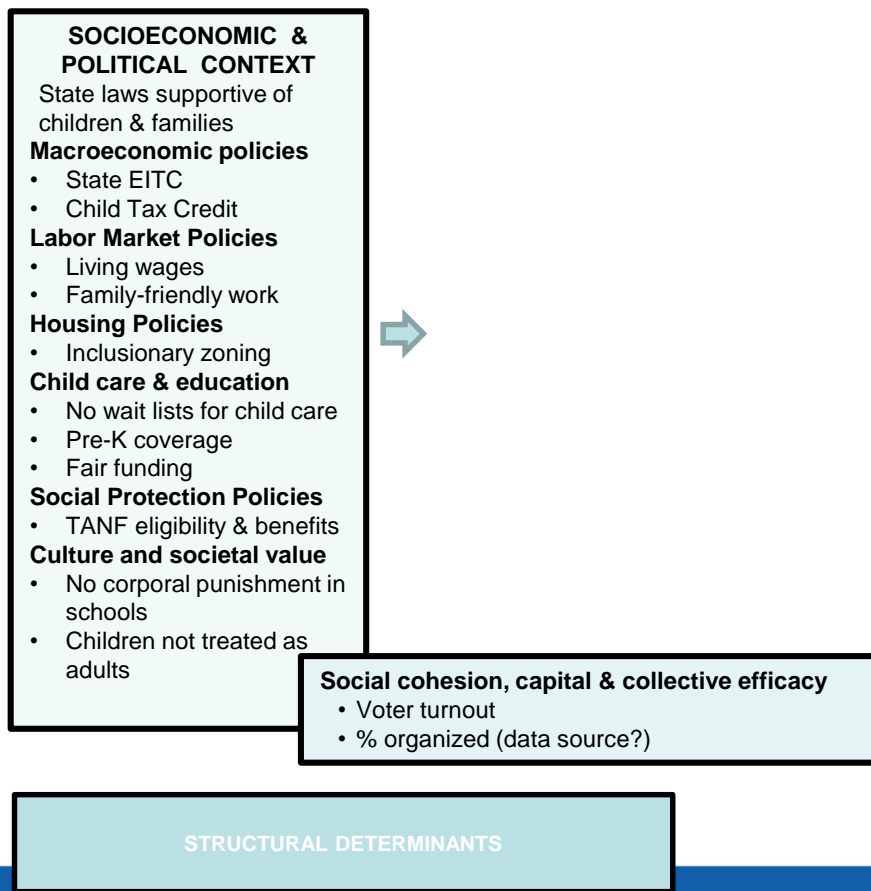 SOCIOECONOMIC &
POLITICAL CONTEXT
State laws supportive of
children & families
Macroeconomic policies
• State EITC
• Child Tax Credit
Labor Market Policies
• Living wages
• Family-friendly work
Housing Policies
• Inclusionary zoning
Child care & education
• No wait lists for child care
• Pre-K coverage
• Fair funding
Social Protection Policies
• TANF eligibility & benefits
Culture and societal value
• No corporal punishment in
schools
• Children not treated as
adults
Social cohesion, capital & collective efficacy
• Voter turnout
• % organized (data source?)
STRUCTURAL DETERMINANTS